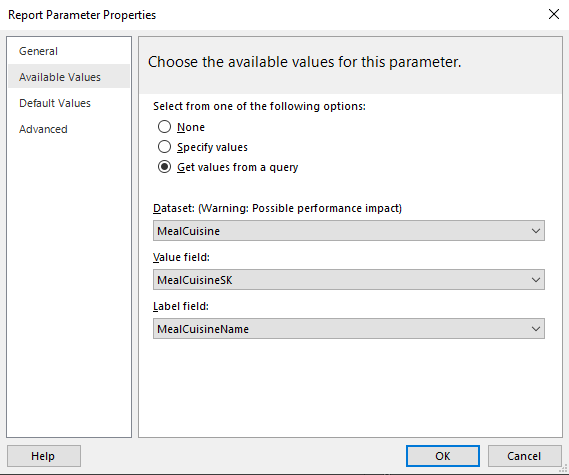 Report Parameter Properties
General
Available Values
Default Values
Advanced
Choose the available values for this parameter.
Select from one of the following options:
None
Specify values
Get values from a query
Dataset: (Warning: Possible performance impact)
MealCuisine
Value field:
MealCuisineSK
Label field:
MealCuisineName
Help
OK
Cancel